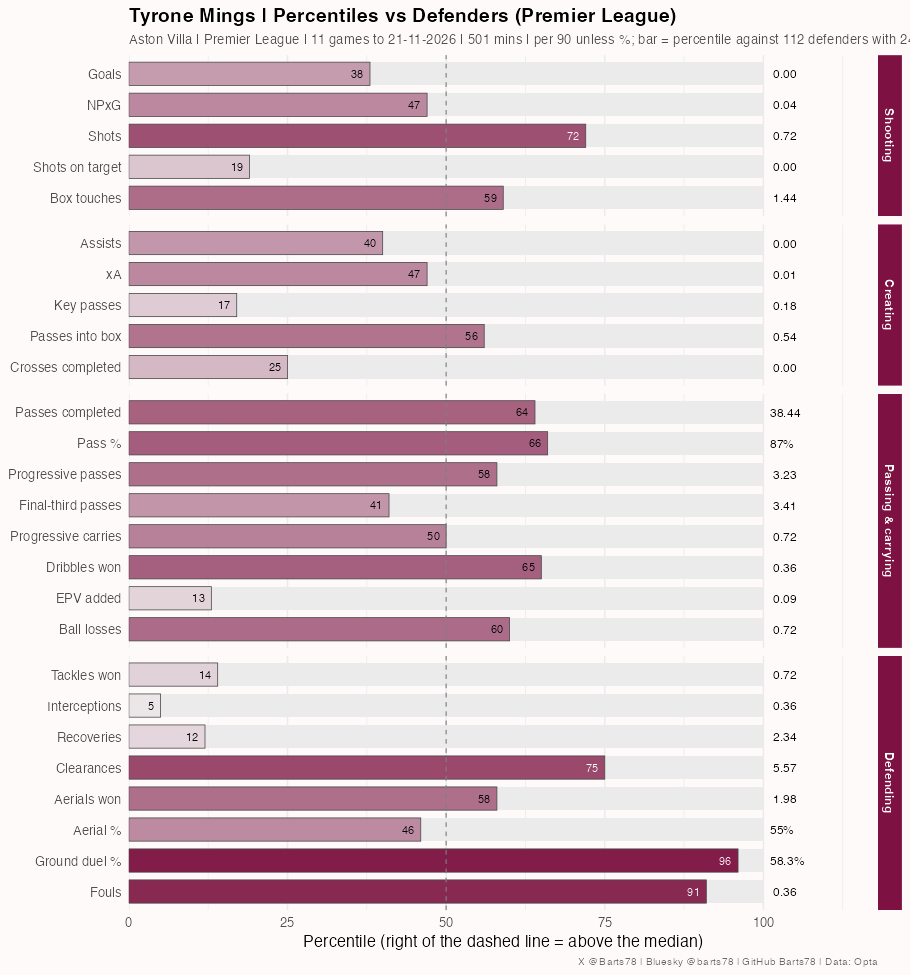 Tyrone Mings | Percentiles vs Defenders (Premier League)
Aston Villa | Premier League | 11 games to 21-11-2026 | 501 mins | per 90 unless %; bar = percentile against 112 defenders with 24
Goals 38 0.00
NPxG 47 0.04
Shots 72 0.72
Shots on target 19 0.00
Box touches 59 1.44
Shooting
Assists 40 0.00
xA 47 0.01
Key passes 17 0.18
Passes into box 56 0.54
Crosses completed 25 0.00
Creating
Passes completed 64 38.44
Pass % 66 87%
Progressive passes 58 3.23
Final-third passes 41 3.41
Progressive carries 50 0.72
Dribbles won 65 0.36
EPV added 13 0.09
Ball losses 60 0.72
Passing & carrying
Tackles won 14 0.72
Interceptions 5 0.36
Recoveries 12 2.34
Clearances 75 5.57
Aerials won 58 1.98
Aerial % 46 55%
Ground duel % 96 58.3%
Fouls 91 0.36
Defending
0 25 50 75 100
Percentile (right of the dashed line = above the median)
X @Barts78 | Bluesky @barts78 | GitHub Barts78 | Data: Opta